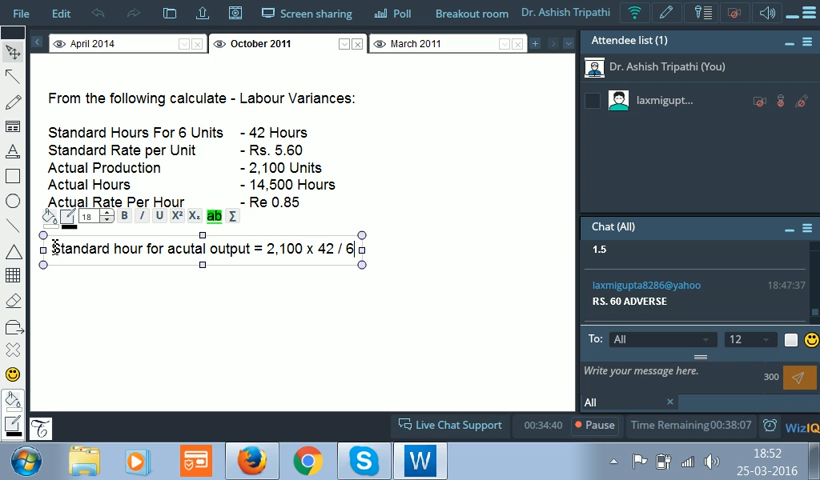 File Edit Screen sharing Poll Breakout room Dr. Ashish Tripathi
April 2014 October 2011 March 2011
Attendee list (1)
Dr. Ashish Tripathi (You)
laxmigupt...
From the following calculate - Labour Variances:
Standard Hours For 6 Units - 42 Hours
Standard Rate per Unit - Rs. 5.60
Actual Production - 2,100 Units
Actual Hours - 14,500 Hours
Actual Rate Per Hour - Re 0.85
18 B I U X² X₂ ab Σ
Standard hour for acutal output = 2,100 x 42 / 6
Chat (All)
1.5
laxmigupta8286@yahoo 18:47:37
RS. 60 ADVERSE
To: All 12
Write your message here. 300
All
Live Chat Support 00:34:40 Pause Time Remaining 00:38:07 WizIQ
18:52
25-03-2016